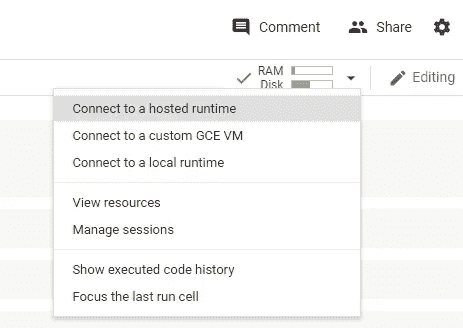 Comment Share
RAM
Disk
Editing
Connect to a hosted runtime
Connect to a custom GCE VM
Connect to a local runtime
View resources
Manage sessions
Show executed code history
Focus the last run cell